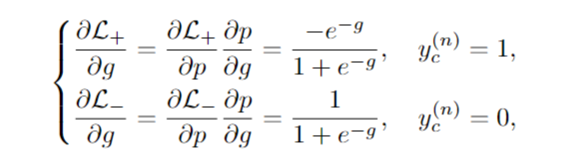 ∂ℒ₊/∂g = ∂ℒ₊/∂p ∂p/∂g = −e^{−g}/(1 + e^{−g}), y_c^{(n)} = 1,
∂ℒ₋/∂g = ∂ℒ₋/∂p ∂p/∂g = 1/(1 + e^{−g}), y_c^{(n)} = 0,